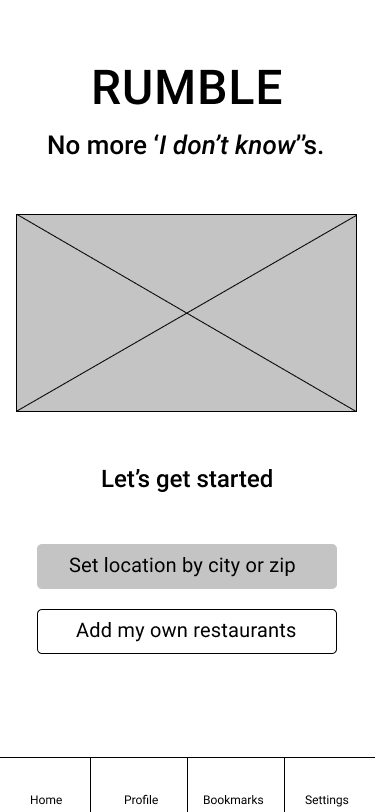 RUMBLE
No more ‘I don’t know’’s.
Let’s get started
Set location by city or zip
Add my own restaurants
Home Profile Bookmarks Settings